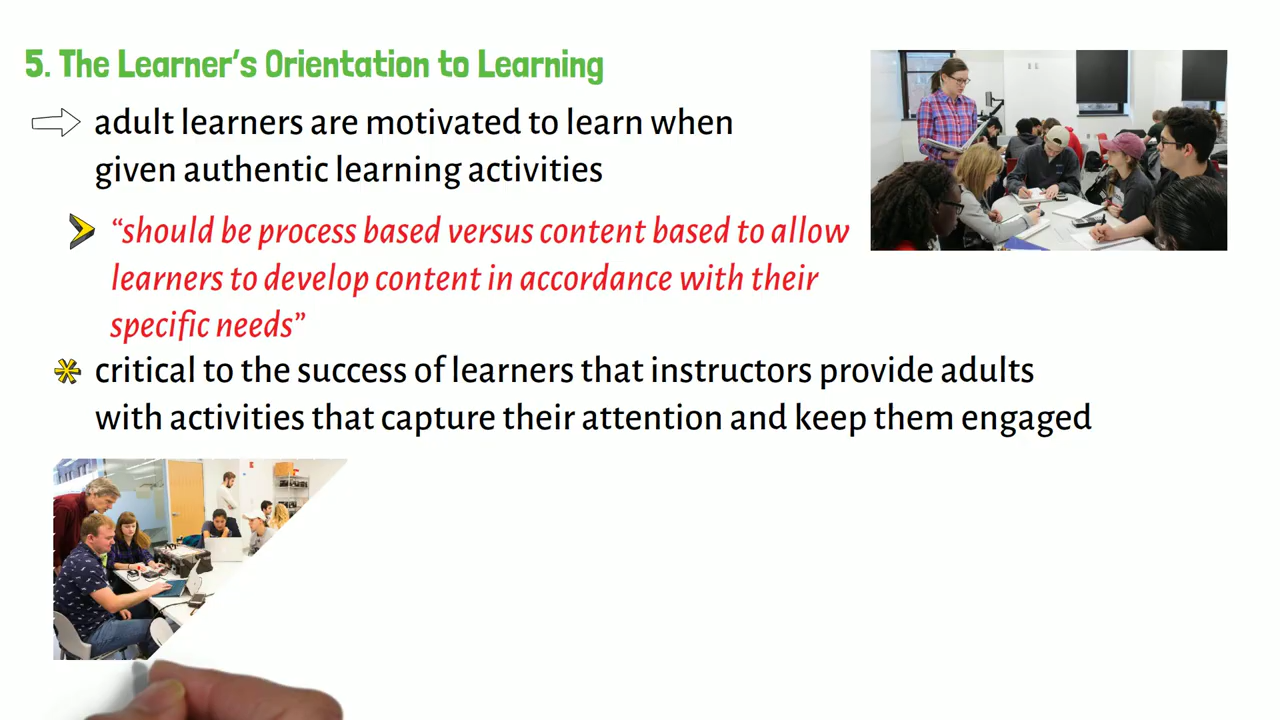 5. The Learner's Orientation to Learning
adult learners are motivated to learn when
given authentic learning activities
“should be process based versus content based to allow
learners to develop content in accordance with their
specific needs”
critical to the success of learners that instructors provide adults
with activities that capture their attention and keep them engaged